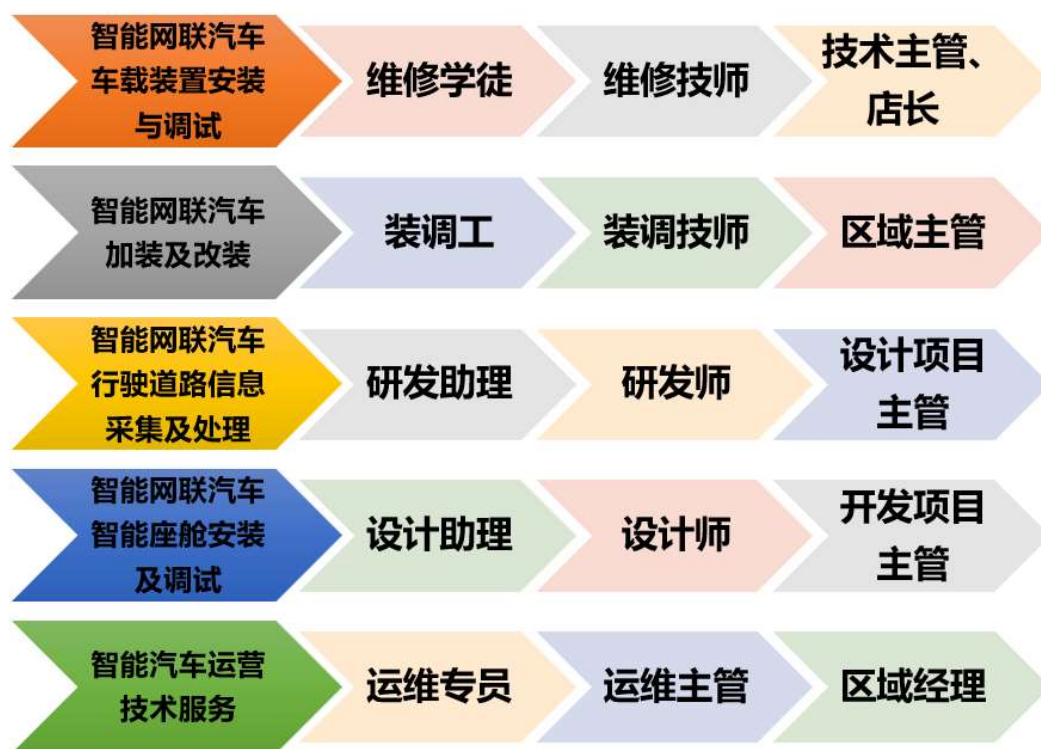 智能网联汽车
车载装置安装
与调试
维修学徒
维修技师
技术主管、
店长
智能网联汽车
加装及改装
装调工
装调技师
区域主管
智能网联汽车
行驶道路信息
采集及处理
研发助理
研发师
设计项目
主管
智能网联汽车
智能座舱安装
及调试
设计助理
设计师
开发项目
主管
智能汽车运营
技术服务
运维专员
运维主管
区域经理